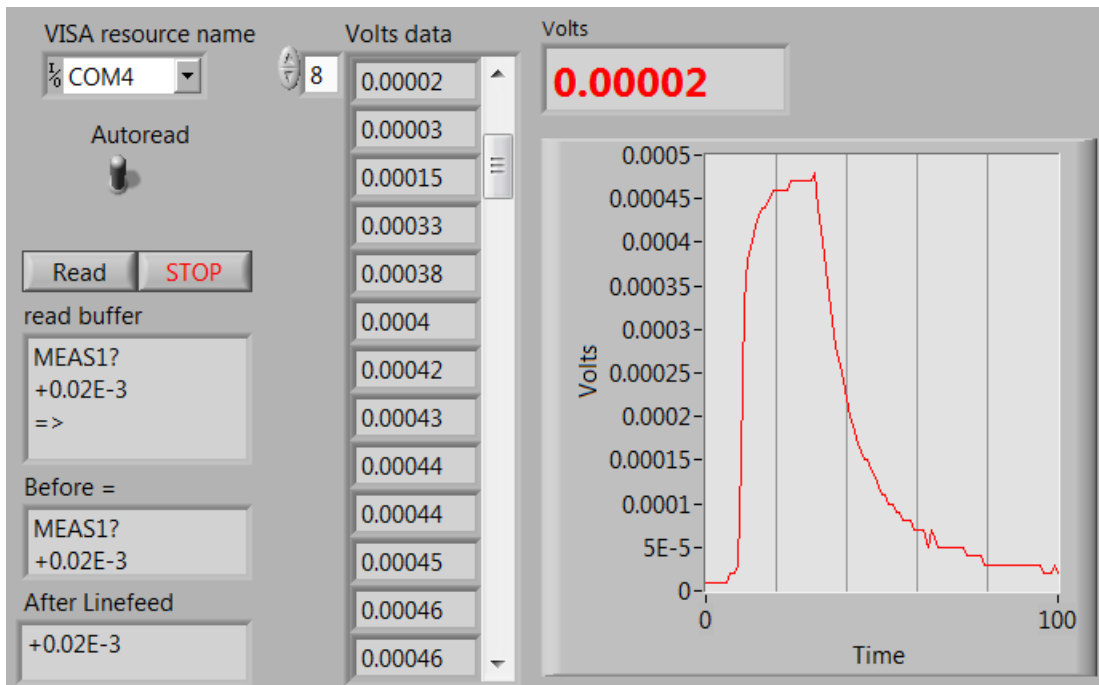 VISA resource name
I/O COM4
Autoread
Read
STOP
read buffer
MEAS1?
+0.02E-3
=>
Before =
MEAS1?
+0.02E-3
After Linefeed
+0.02E-3
Volts data
8
0.00002
0.00003
0.00015
0.00033
0.00038
0.0004
0.00042
0.00043
0.00044
0.00044
0.00045
0.00046
0.00046
Volts
0.00002
Volts
0.0005
0.00045
0.0004
0.00035
0.0003
0.00025
0.0002
0.00015
0.0001
5E-5
0
0
100
Time